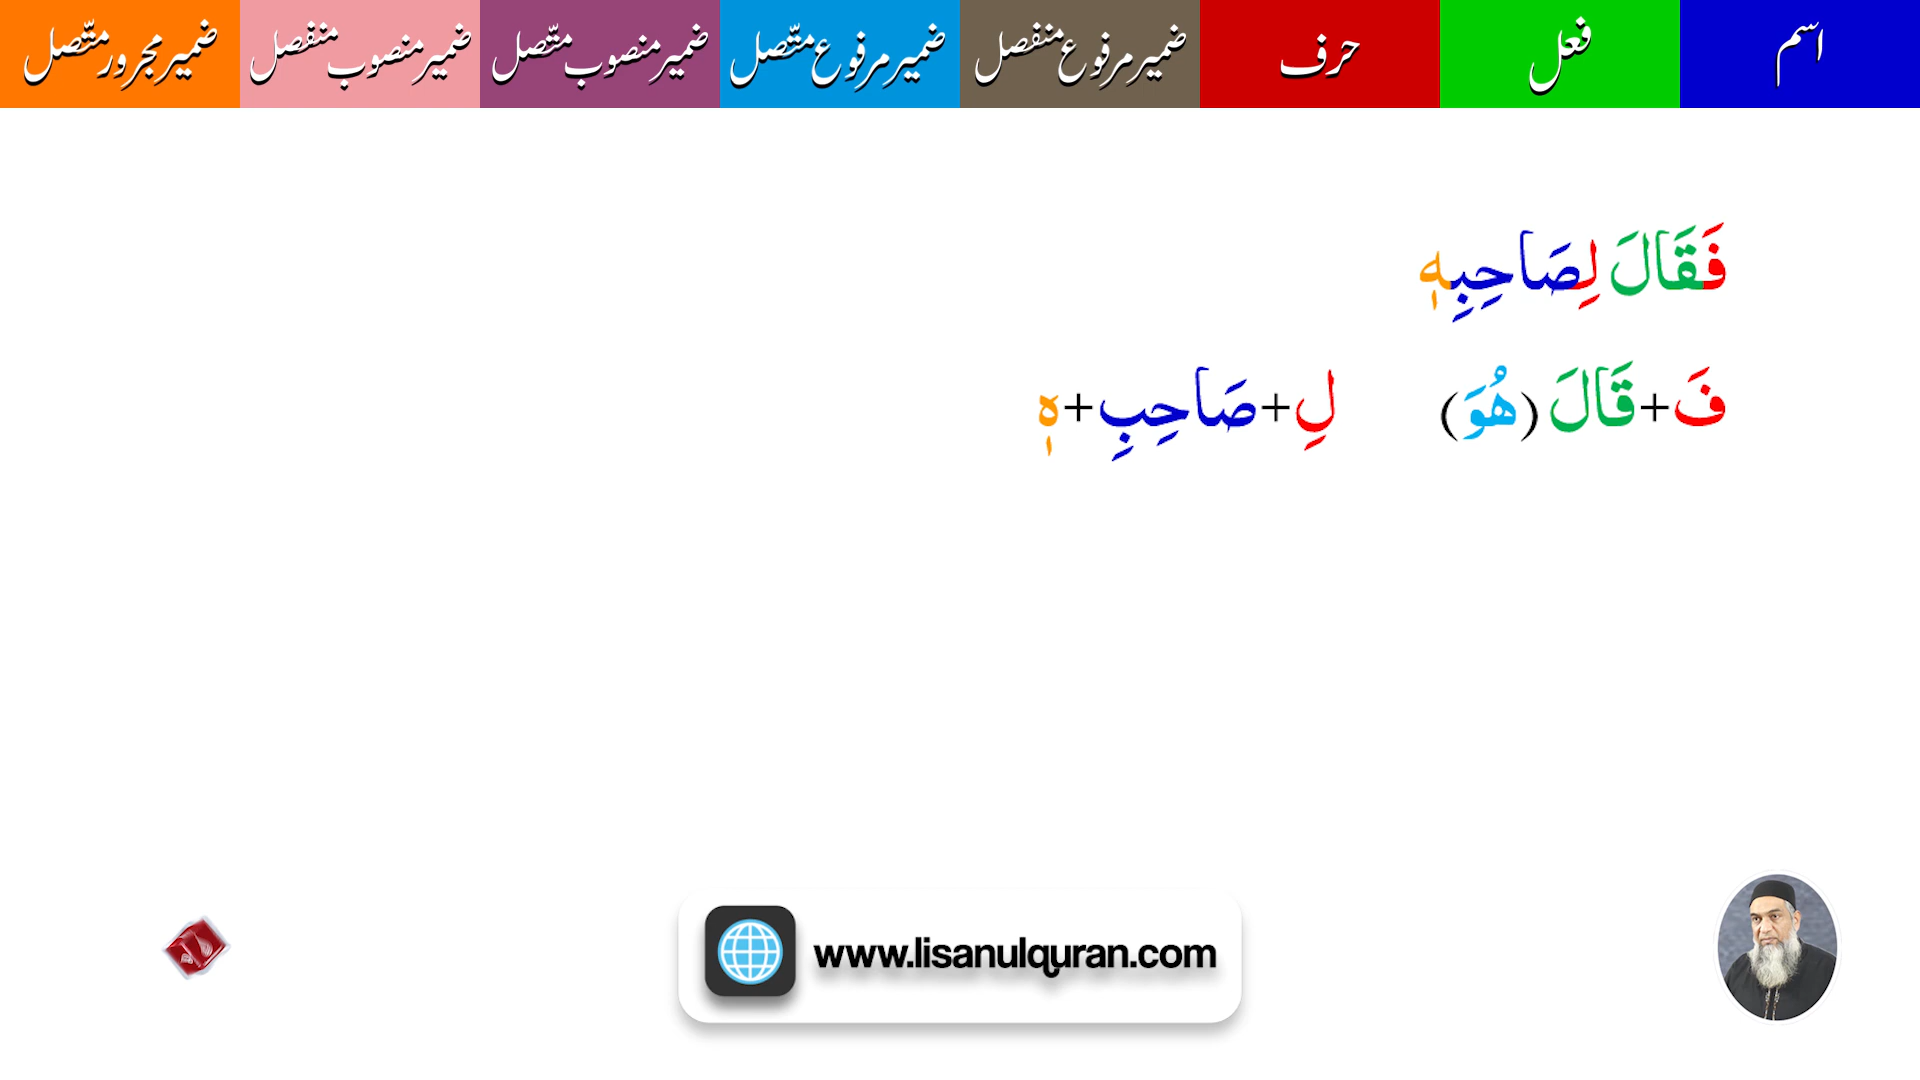 اسم فعل حرف ضمیر مرفوع منفصل ضمیر مرفوع متّصل ضمیر منصوب متّصل ضمیر منصوب منفصل ضمیر مجرور متّصل
فَقَالَ لِصَاحِبِهٖ
فَ+قَالَ (هُوَ) لِ+صَاحِبِ+هٖ
www.lisanulquran.com